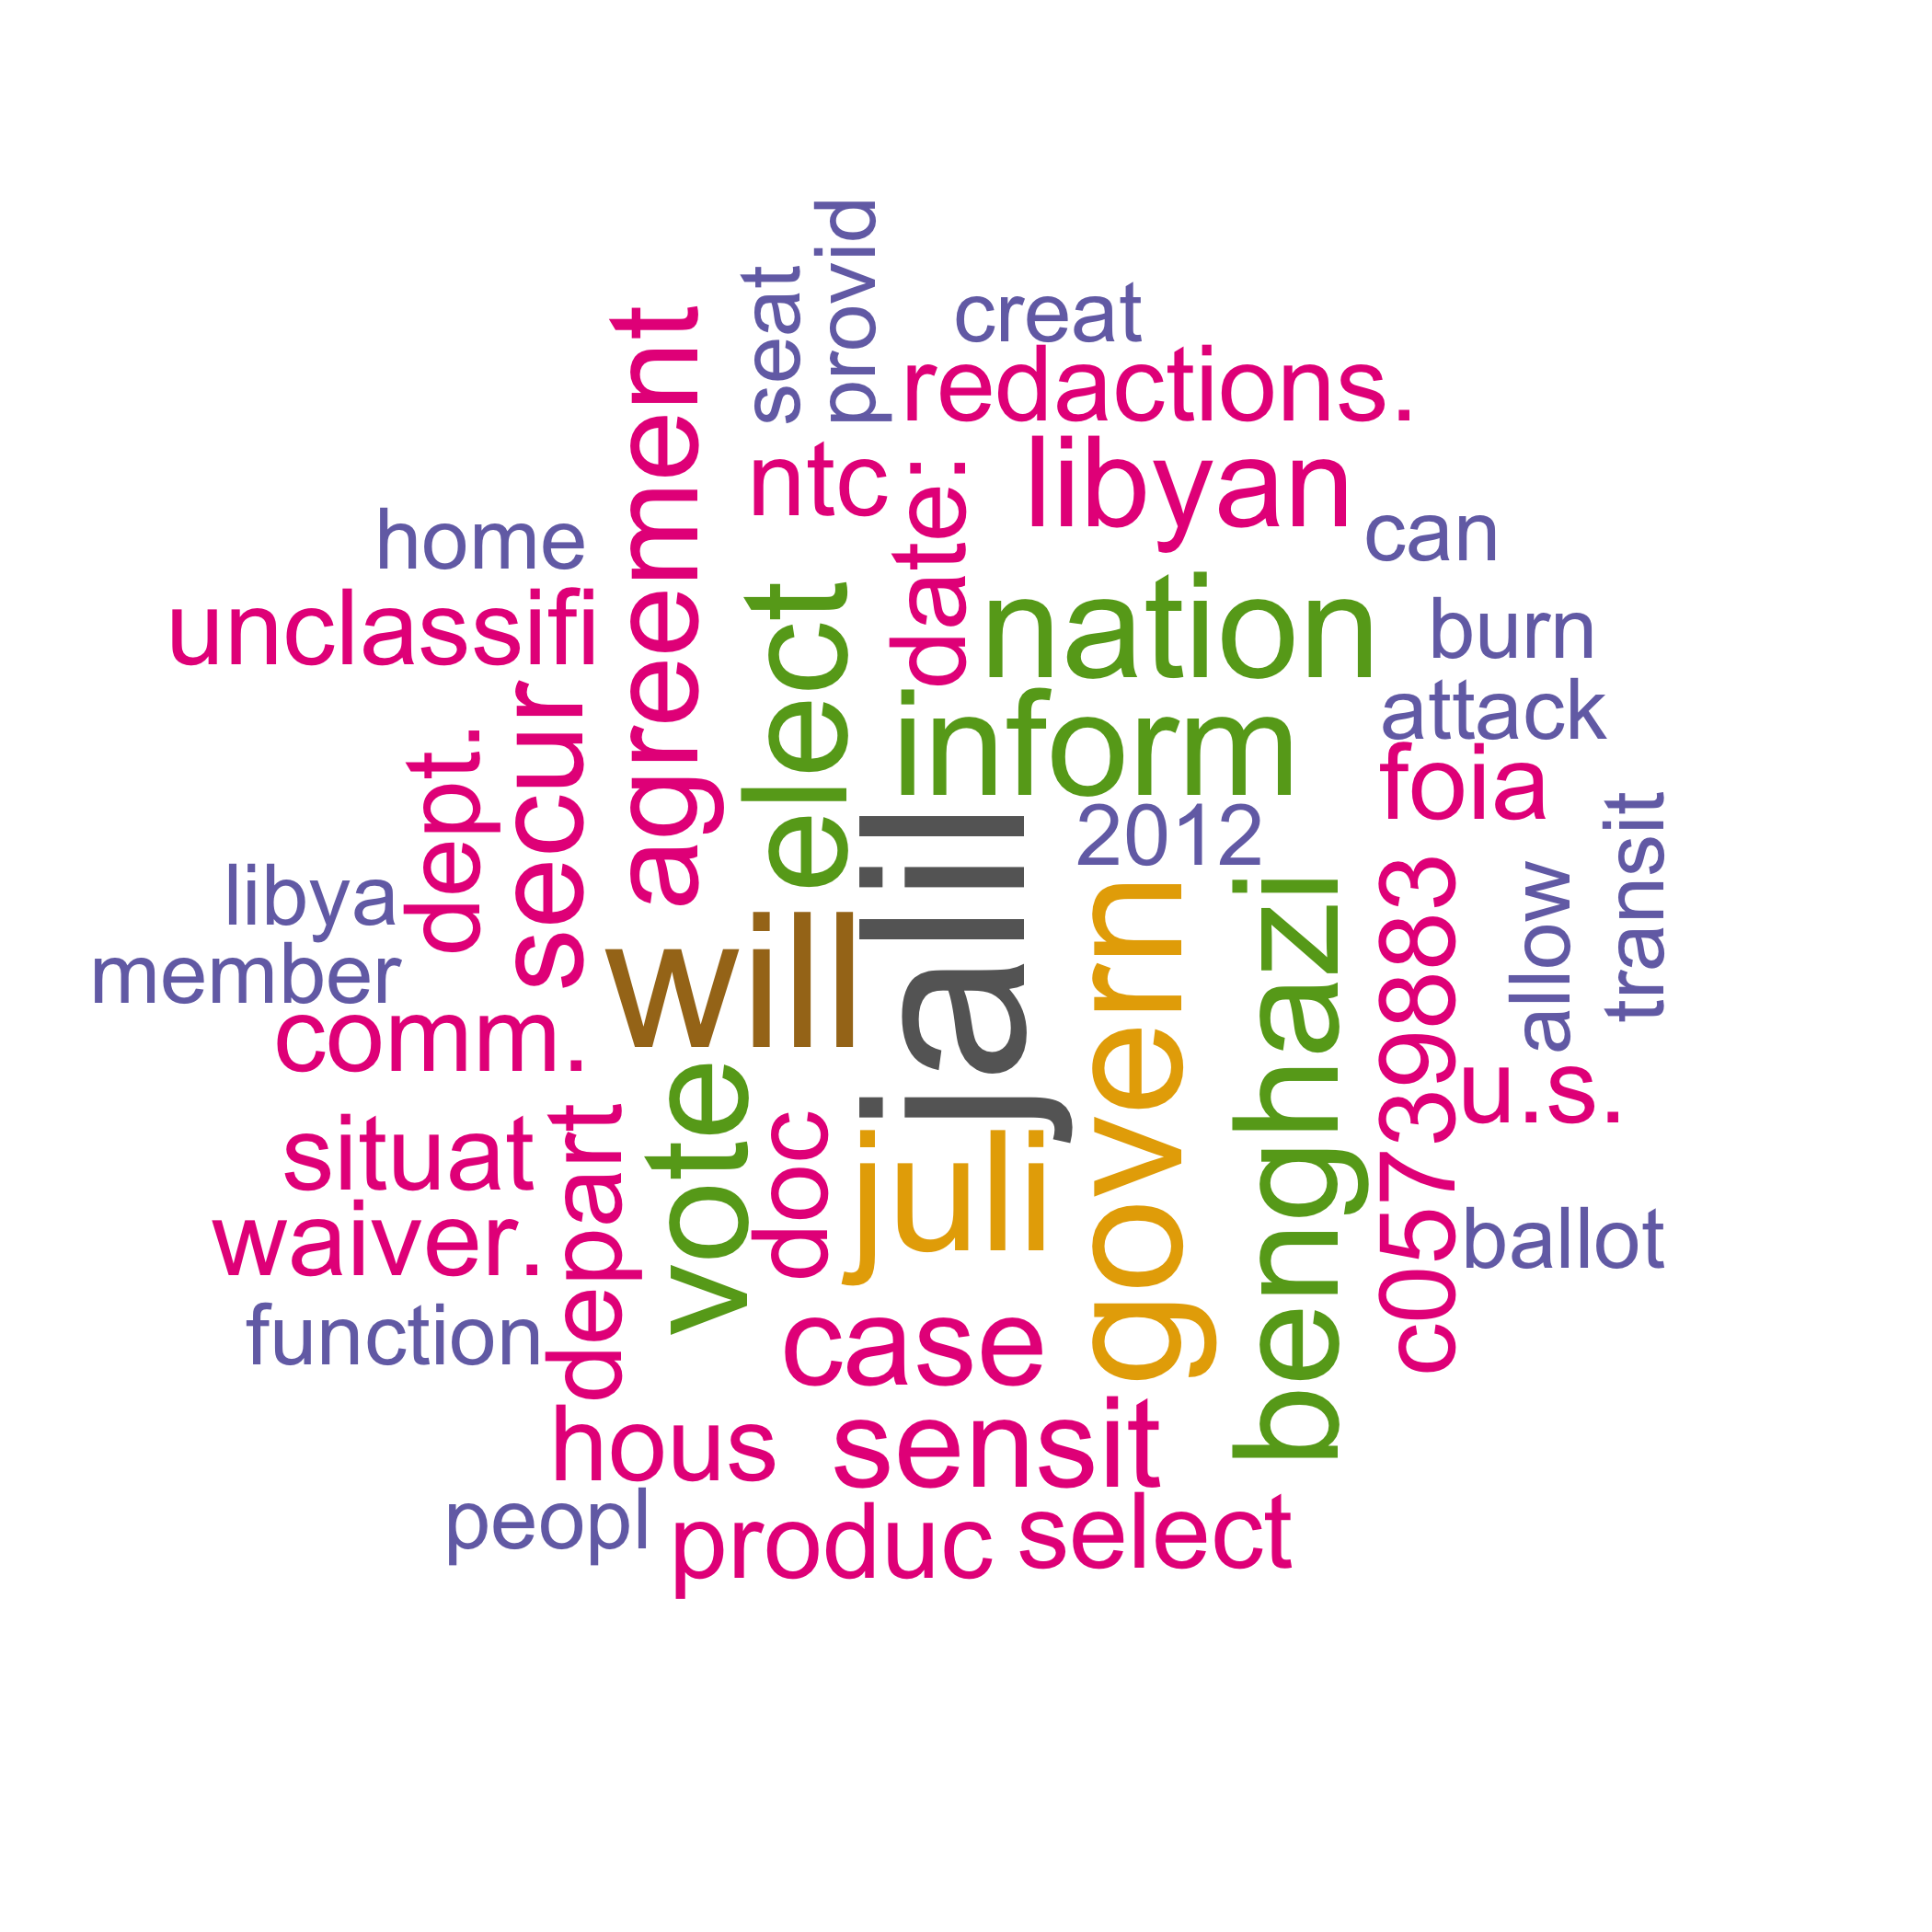 provid
seat
creat
redactions.
agreement
ntc
date:
libyan
home
can
unclassifi
elect
nation
burn
secur
inform
attack
dept.
foia
jalil
2012
transit
libya
will
govern
benghazi
c05739883
allow
member
comm.
u.s.
vote
situat
depart
doc
juli
waiver.
ballot
function
case
hous
sensit
peopl
produc
select